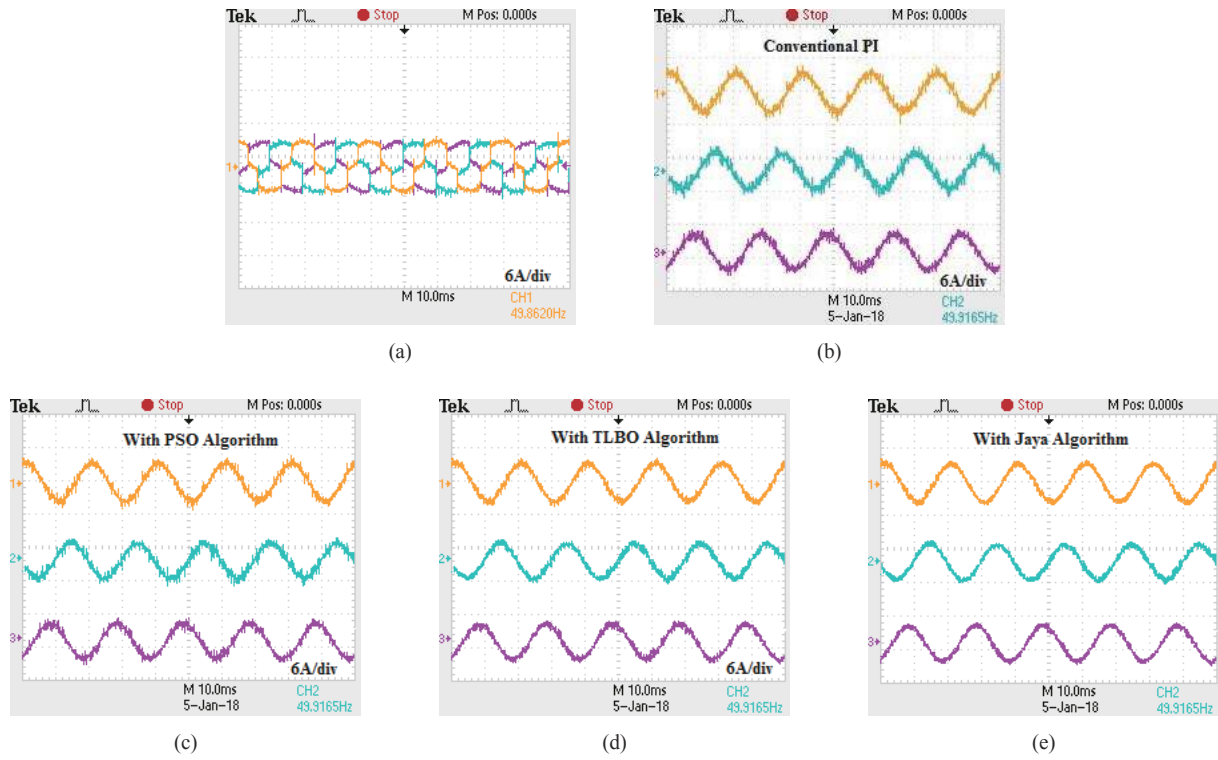 Tek Stop M Pos: 0.000s
1
6A/div
M 10.0ms CH1
49.8620Hz
(a)
Tek Stop M Pos: 0.000s
Conventional PI
1
2
3
6A/div
M 10.0ms CH2
5-Jan-18 49.9165Hz
(b)
Tek Stop M Pos: 0.000s
With PSO Algorithm
1
2
3
6A/div
M 10.0ms CH2
5-Jan-18 49.9165Hz
(c)
Tek Stop M Pos: 0.000s
With TLBO Algorithm
1
2
3
6A/div
M 10.0ms CH2
5-Jan-18 49.9165Hz
(d)
Tek Stop M Pos: 0.000s
With Jaya Algorithm
1
2
3
M 10.0ms CH2
5-Jan-18 49.9165Hz
(e)